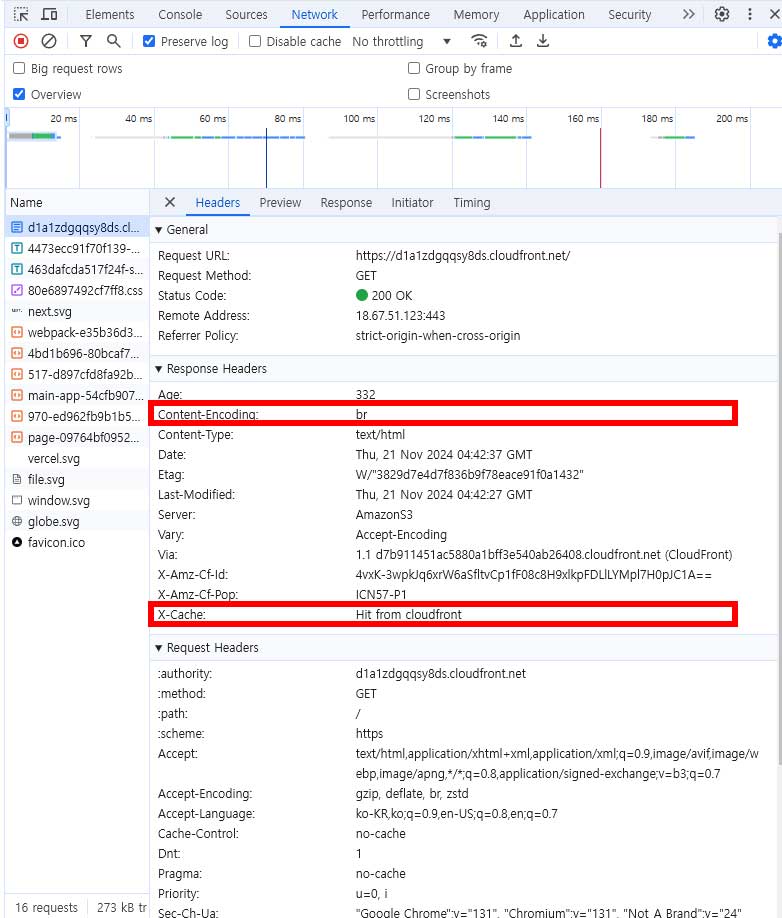 Elements Console Sources Network Performance Memory Application Security
Preserve log Disable cache No throttling
Big request rows Group by frame
Overview Screenshots
20 ms 40 ms 60 ms 80 ms 100 ms 120 ms 140 ms 160 ms 180 ms 200 ms
Name Headers Preview Response Initiator Timing
d1a1zdgqqsy8ds.cl...
4473ecc91f70f139-...
463dafcda517f24f-s...
80e6897492cf7ff8.css
next.svg
webpack-e35b36d3...
4bd1b696-80bcaf7...
517-d897cfd8fa92b...
main-app-54cfb907...
970-ed962fb9b1b5...
page-09764bf0952...
vercel.svg
file.svg
window.svg
globe.svg
favicon.ico
General
Request URL: https://d1a1zdgqqsy8ds.cloudfront.net/
Request Method: GET
Status Code: 200 OK
Remote Address: 18.67.51.123:443
Referrer Policy: strict-origin-when-cross-origin
Response Headers
Age: 332
Content-Encoding: br
Content-Type: text/html
Date: Thu, 21 Nov 2024 04:42:37 GMT
Etag: W/"3829d7e4d7f836b9f78eace91f0a1432"
Last-Modified: Thu, 21 Nov 2024 04:42:27 GMT
Server: AmazonS3
Vary: Accept-Encoding
Via: 1.1 d7b911451ac5880a1bff3e540ab26408.cloudfront.net (CloudFront)
X-Amz-Cf-Id: 4vxK-3wpkJq6xrW6aSfltvCp1fF08c8H9xlkpFDLlLYMpl7H0pJC1A==
X-Amz-Cf-Pop: ICN57-P1
X-Cache: Hit from cloudfront
Request Headers
:authority: d1a1zdgqqsy8ds.cloudfront.net
:method: GET
:path: /
:scheme: https
Accept: text/html,application/xhtml+xml,application/xml;q=0.9,image/avif,image/w
ebp,image/apng,*/*;q=0.8,application/signed-exchange;v=b3;q=0.7
Accept-Encoding: gzip, deflate, br, zstd
Accept-Language: ko-KR,ko;q=0.9,en-US;q=0.8,en;q=0.7
Cache-Control: no-cache
Dnt: 1
Pragma: no-cache
Priority: u=0, i
Sec-Ch-Ua: "Google Chrome";v="131", "Chromium";v="131", "Not_A Brand";v="24"
16 requests 273 kB tr